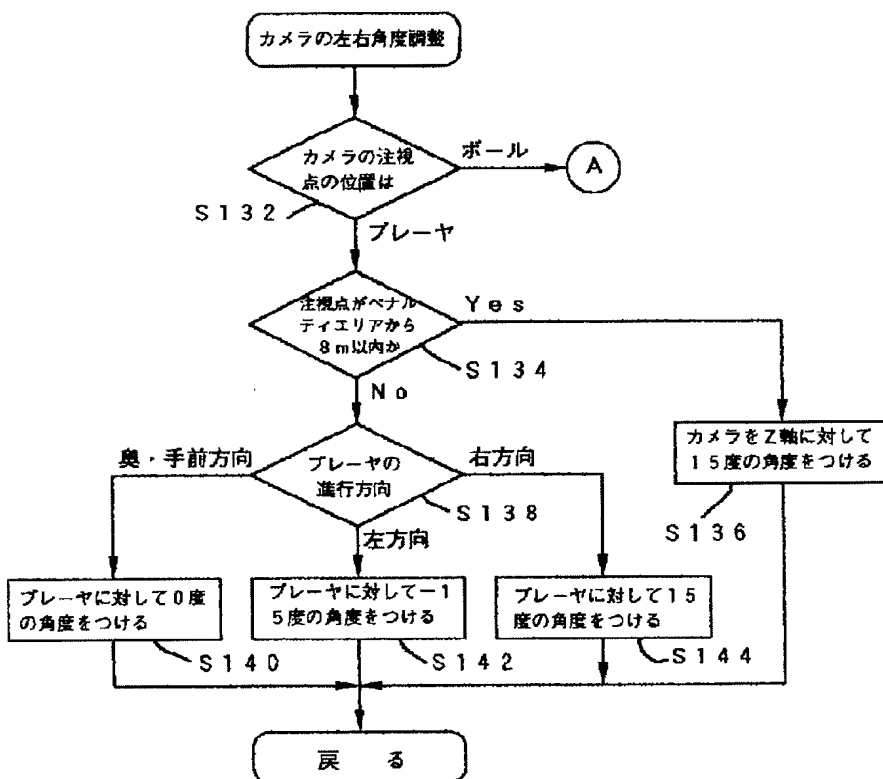 カメラの左右角度調整
カメラの注視
点の位置は
ボール
A
S132
プレーヤ
注視点がペナル
ティエリアから
8m以内か
Yes
S134
No
カメラをZ軸に対して
15度の角度をつける
S136
奥・手前方向
プレーヤの
進行方向
右方向
S138
左方向
プレーヤに対して0度
の角度をつける
プレーヤに対して−1
5度の角度をつける
プレーヤに対して15
度の角度をつける
S140
S142
S144
戻る